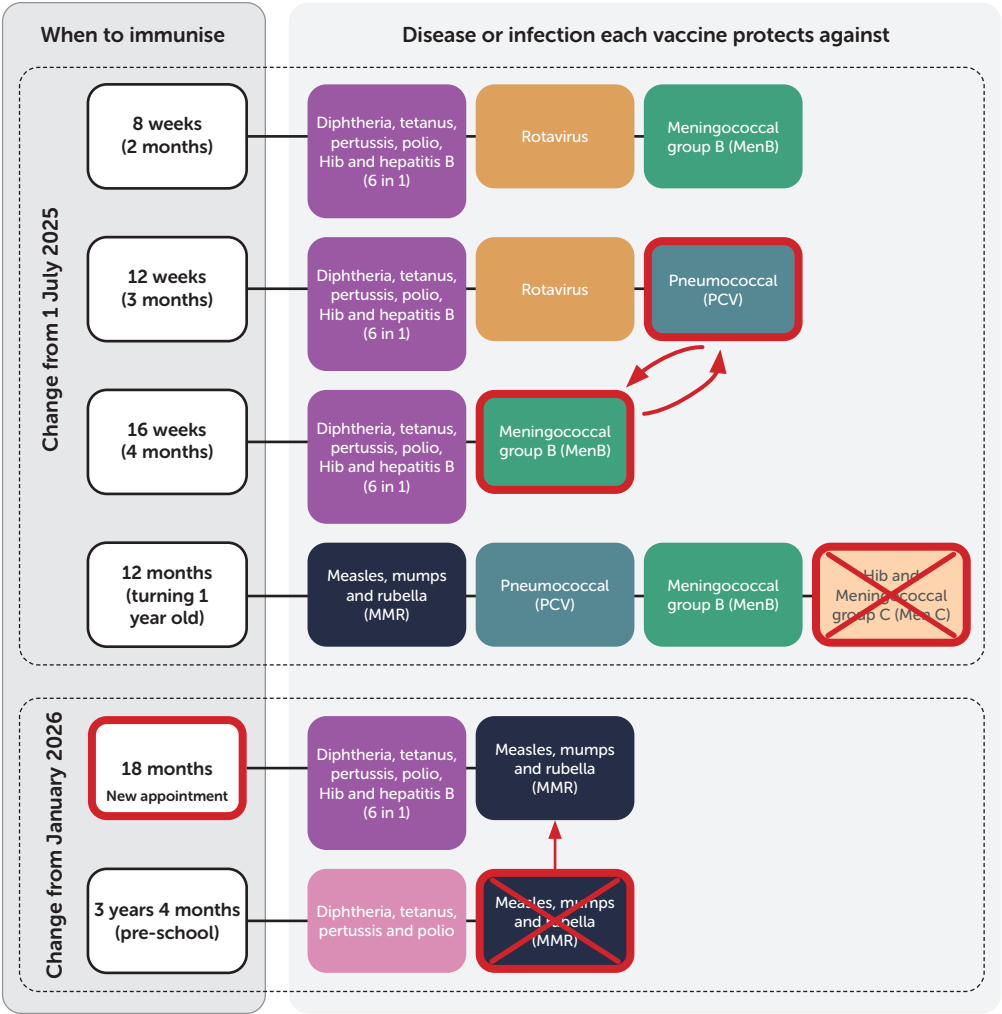 When to immunise
Disease or infection each vaccine protects against
Change from 1 July 2025
8 weeks
(2 months)
Diphtheria, tetanus,
pertussis, polio,
Hib and hepatitis B
(6 in 1)
Rotavirus
Meningococcal
group B (MenB)
12 weeks
(3 months)
Diphtheria, tetanus,
pertussis, polio,
Hib and hepatitis B
(6 in 1)
Rotavirus
Pneumococcal
(PCV)
16 weeks
(4 months)
Diphtheria, tetanus,
pertussis, polio,
Hib and hepatitis B
(6 in 1)
Meningococcal
group B (MenB)
12 months
(turning 1
year old)
Measles, mumps
and rubella
(MMR)
Pneumococcal
(PCV)
Meningococcal
group B (MenB)
Hib and
Meningococcal
group C (Men C)
Change from January 2026
18 months
New appointment
Diphtheria, tetanus,
pertussis, polio,
Hib and hepatitis B
(6 in 1)
Measles, mumps
and rubella
(MMR)
3 years 4 months
(pre-school)
Diphtheria, tetanus,
pertussis and polio
Measles, mumps
and rubella
(MMR)